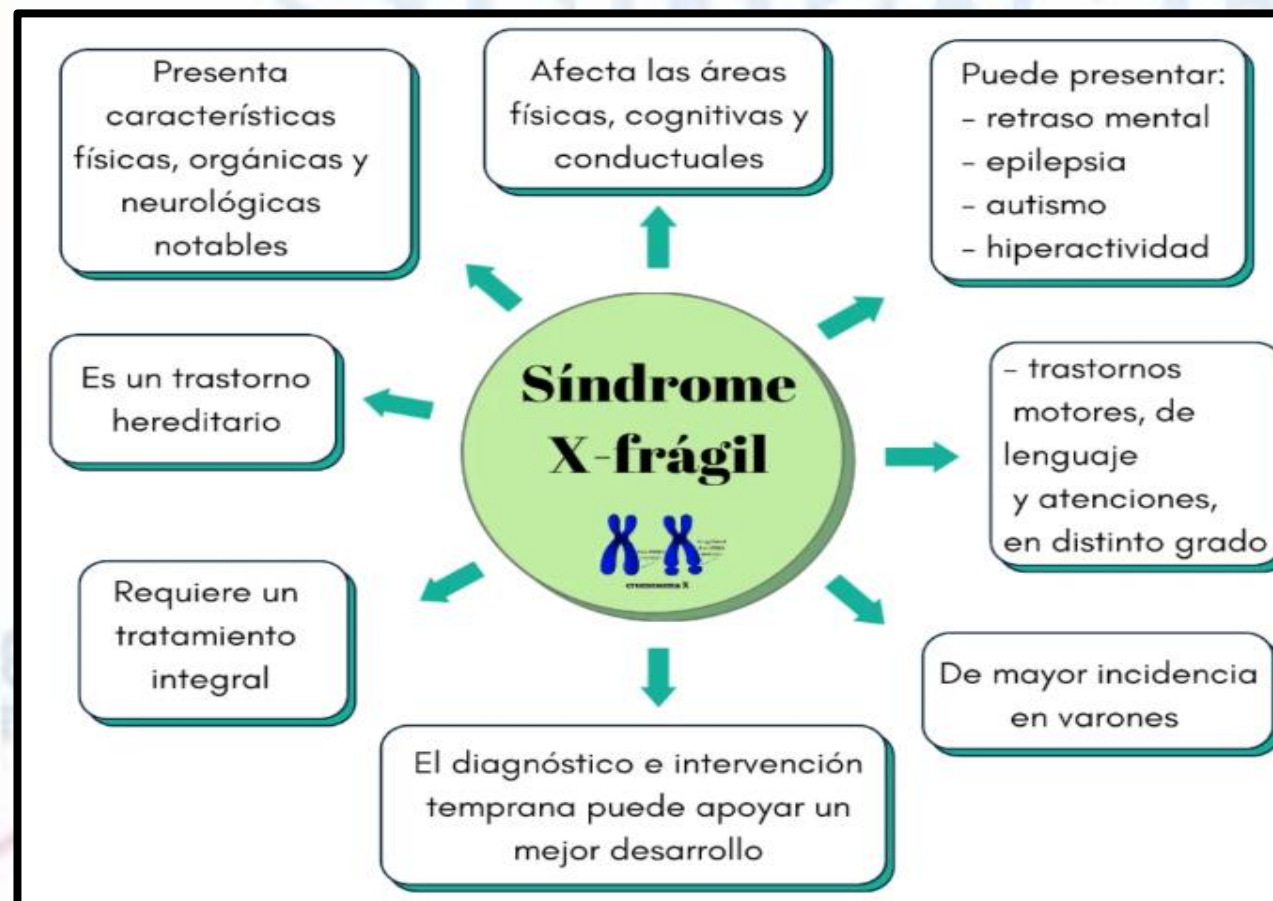 Presenta
características
físicas, orgánicas y
neurológicas
notables
Afecta las áreas
físicas, cognitivas y
conductuales
Puede presentar:
- retraso mental
- epilepsia
- autismo
- hiperactividad
Es un trastorno
hereditario
Síndrome
X-frágil
cromosoma X
- trastornos
motores, de
lenguaje
y atenciones,
en distinto grado
Requiere un
tratamiento
integral
De mayor incidencia
en varones
El diagnóstico e intervención
temprana puede apoyar un
mejor desarrollo